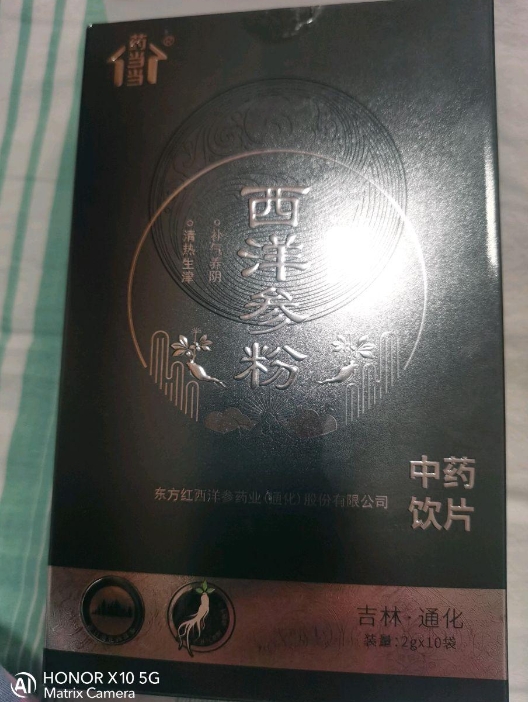 药当当
西洋参粉
补气养阴
清热生津
中药
饮片
东方红西洋参药业(通化)股份有限公司
吉林·通化
装量:2g×10袋
HONOR X10 5G
Matrix Camera